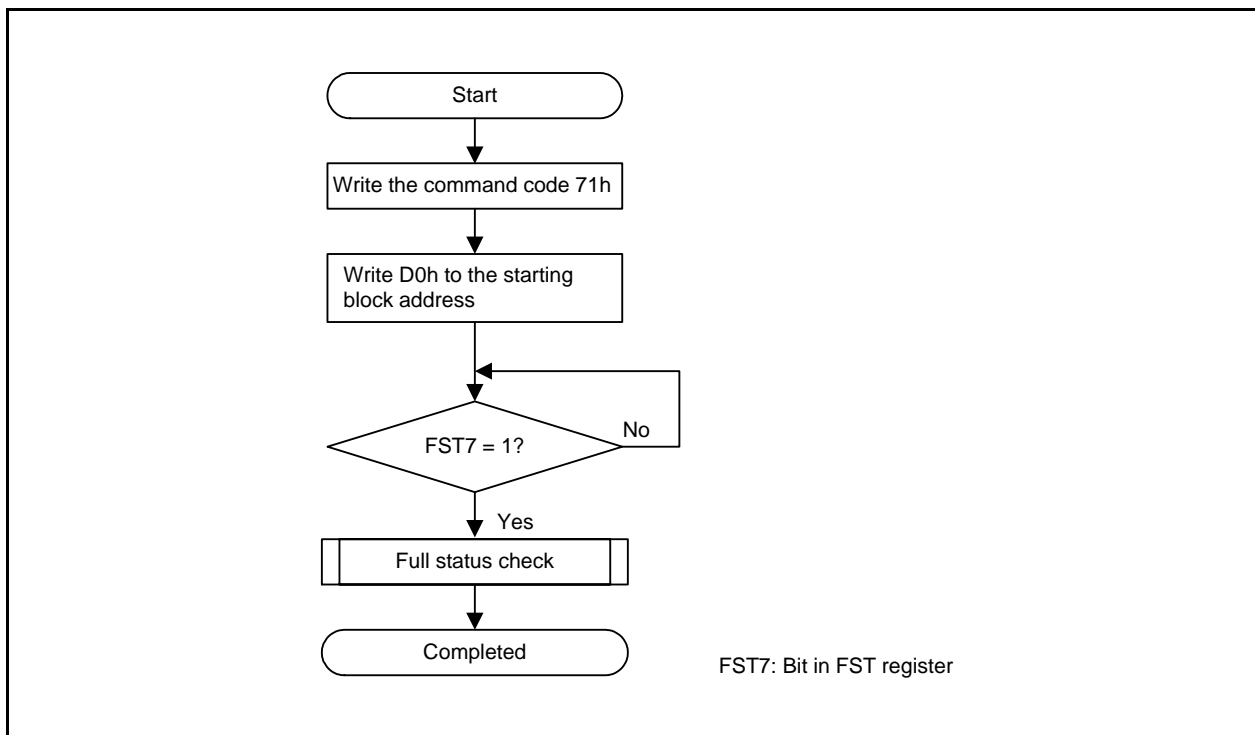 Start
Write the command code 71h
Write D0h to the starting
block address
FST7 = 1?
No
Yes
Full status check
Completed
FST7: Bit in FST register